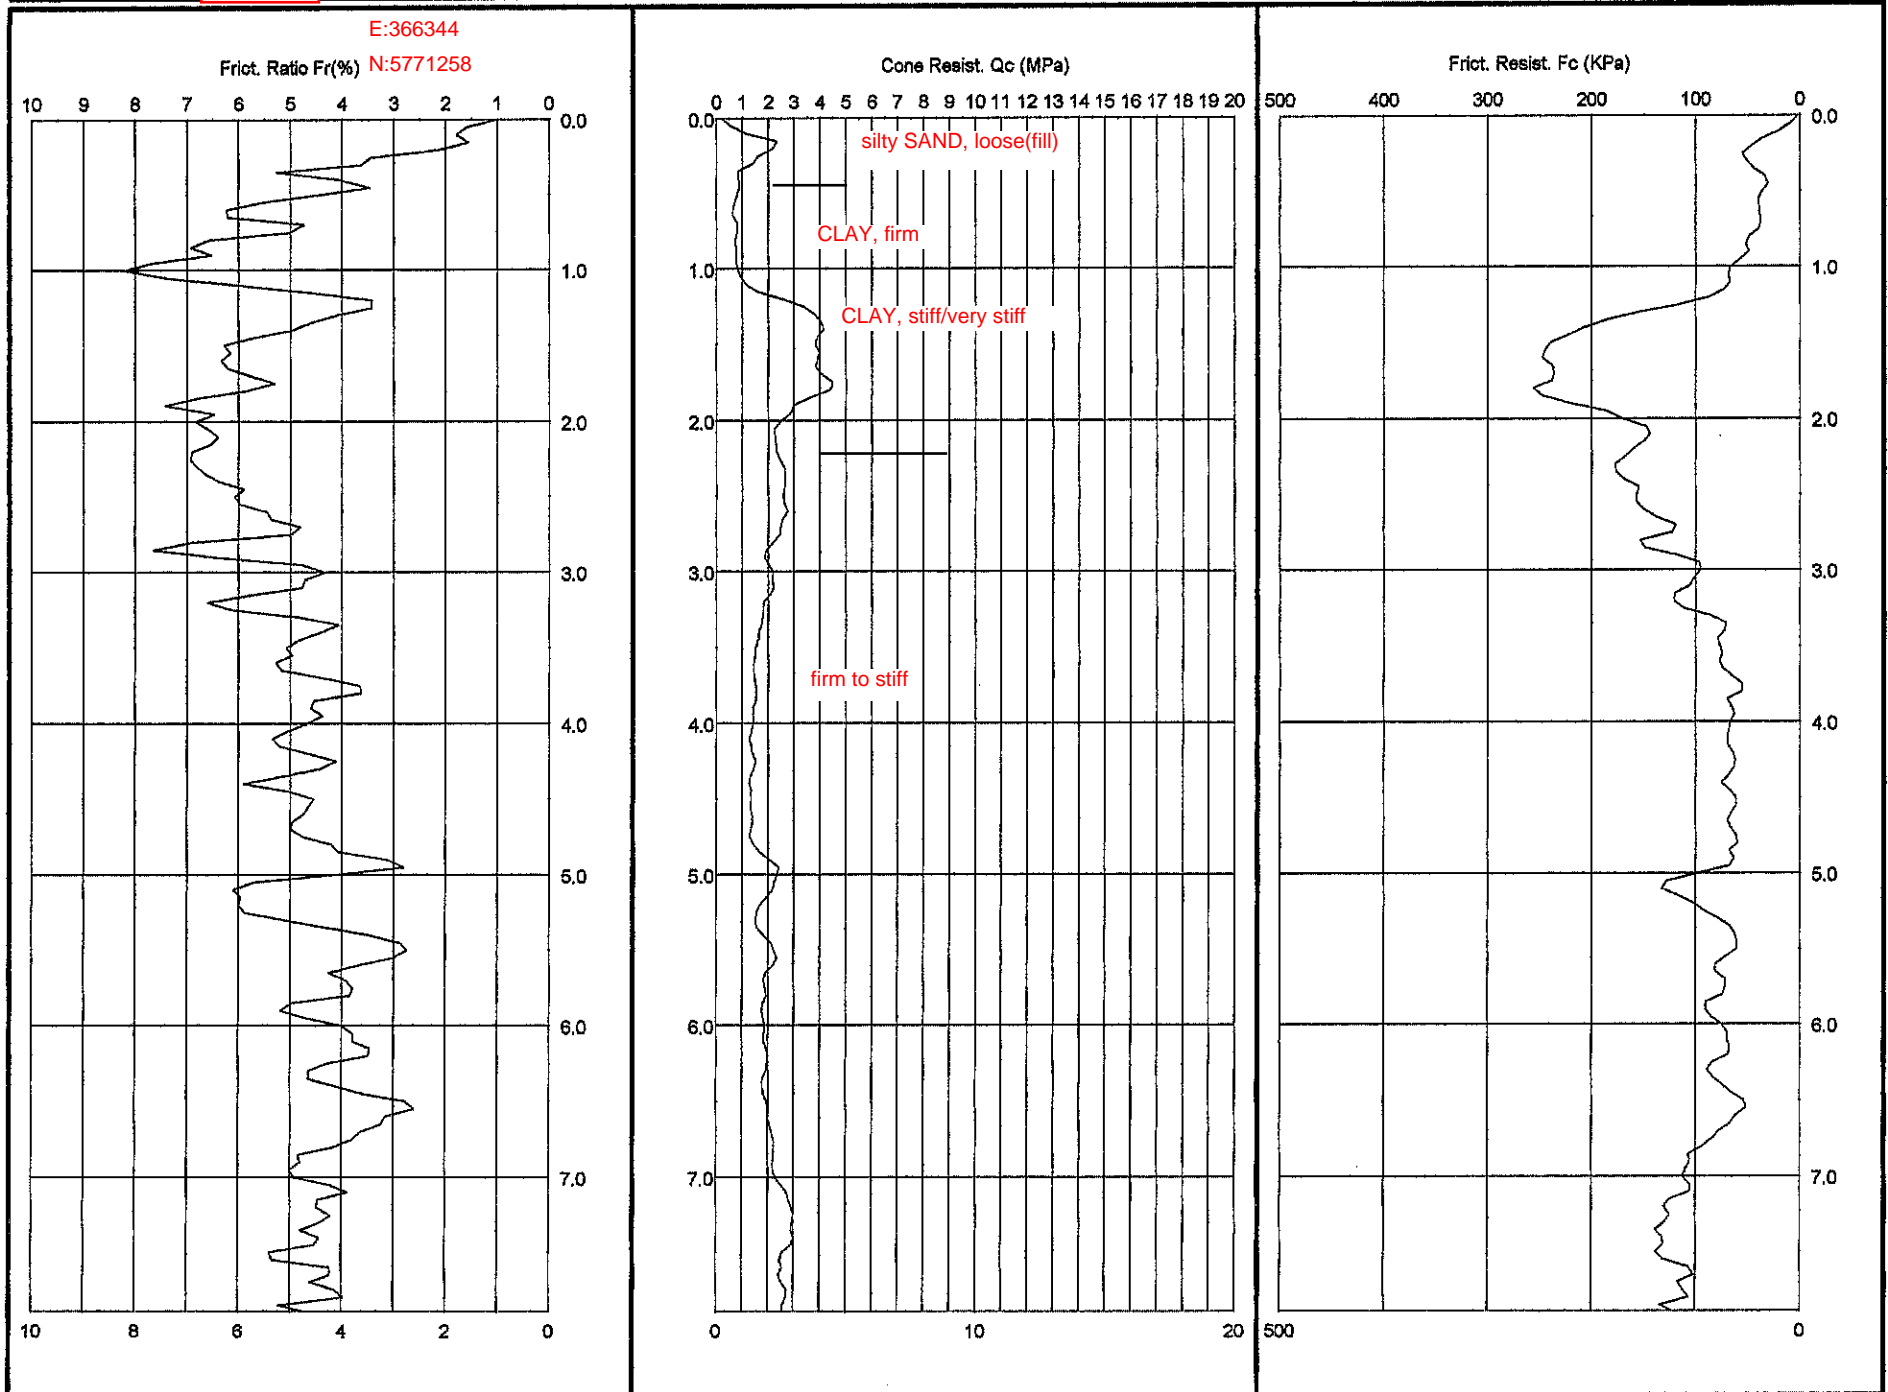 E:366344
Frict. Ratio Fr(%) N:5771258
10 9 8 7 6 5 4 3 2 1 0
0.0
1.0
2.0
3.0
4.0
5.0
6.0
7.0
10 8 6 4 2 0
Cone Resist. Qc (MPa)
0 1 2 3 4 5 6 7 8 9 10 11 12 13 14 15 16 17 18 19 20
0.0
silty SAND, loose(fill)
CLAY, firm
1.0
CLAY, stiff/very stiff
2.0
3.0
firm to stiff
4.0
5.0
6.0
7.0
0 10 20
Frict. Resist. Fc (KPa)
500 400 300 200 100 0
0.0
1.0
2.0
3.0
4.0
5.0
6.0
7.0
500 0